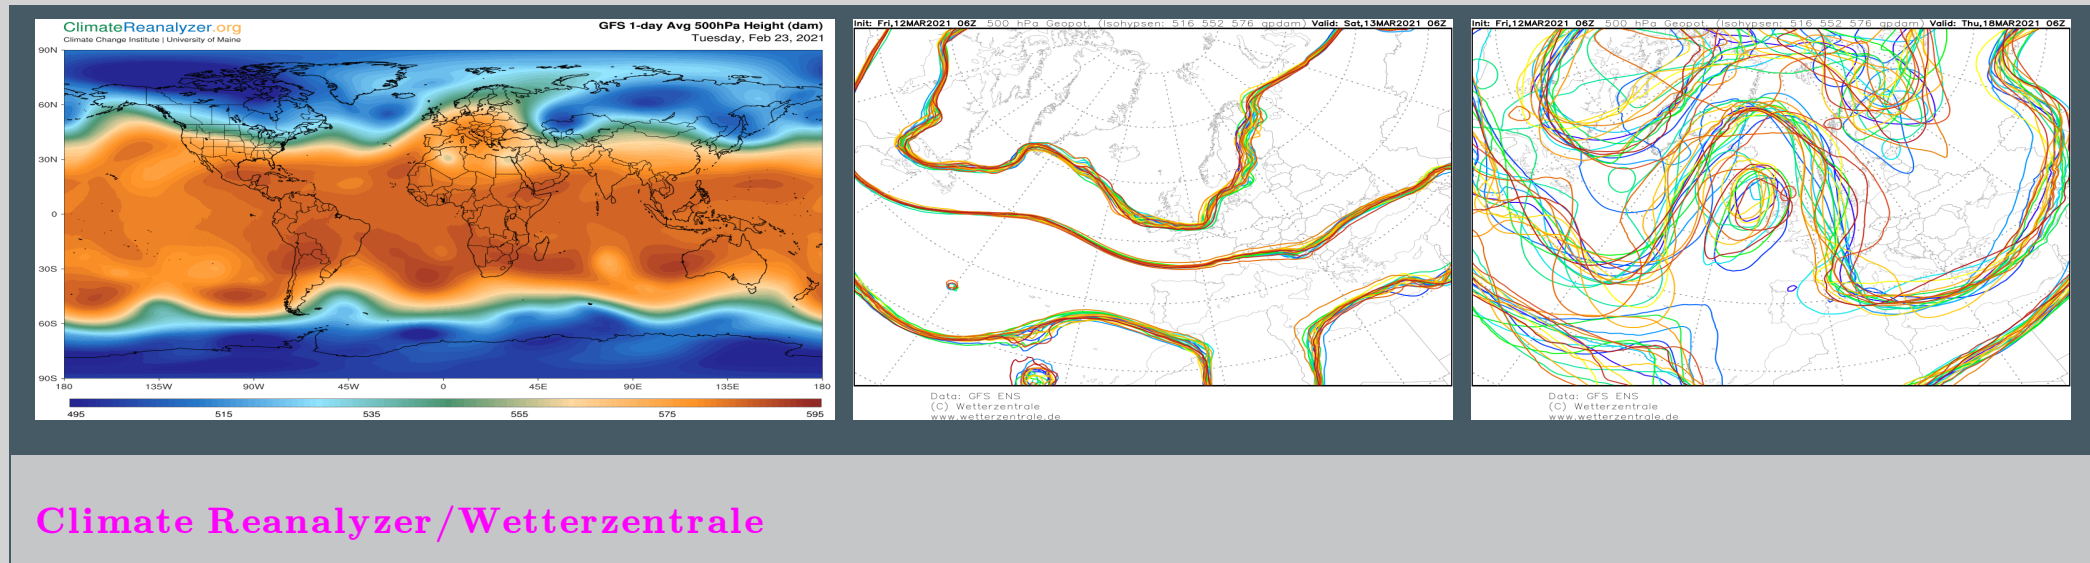 ClimateReanalyzer.org
Climate Change Institute | University of Maine
GFS 1-day Avg 500hPa Height (dam)
Tuesday, Feb 23, 2021
90N
60N
30N
0
30S
60S
90S
180 135W 90W 45W 0 45E 90E 135E 180
495 515 535 555 575 595
Init: Fri,12MAR2021 06Z 500 hPa Geopot. (Isohypsen: 516 552 576 gpdam) Valid: Sat,13MAR2021 06Z
Data: GFS ENS
(C) Wetterzentrale
www.wetterzentrale.de
Init: Fri,12MAR2021 06Z 500 hPa Geopot. (Isohypsen: 516 552 576 gpdam) Valid: Thu,18MAR2021 06Z
Data: GFS ENS
(C) Wetterzentrale
www.wetterzentrale.de
Climate Reanalyzer/Wetterzentrale